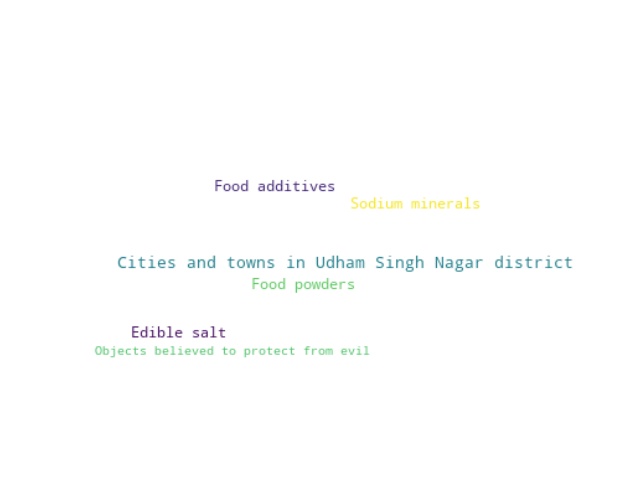 Food additives
Sodium minerals
Cities and towns in Udham Singh Nagar district
Food powders
Edible salt
Objects believed to protect from evil